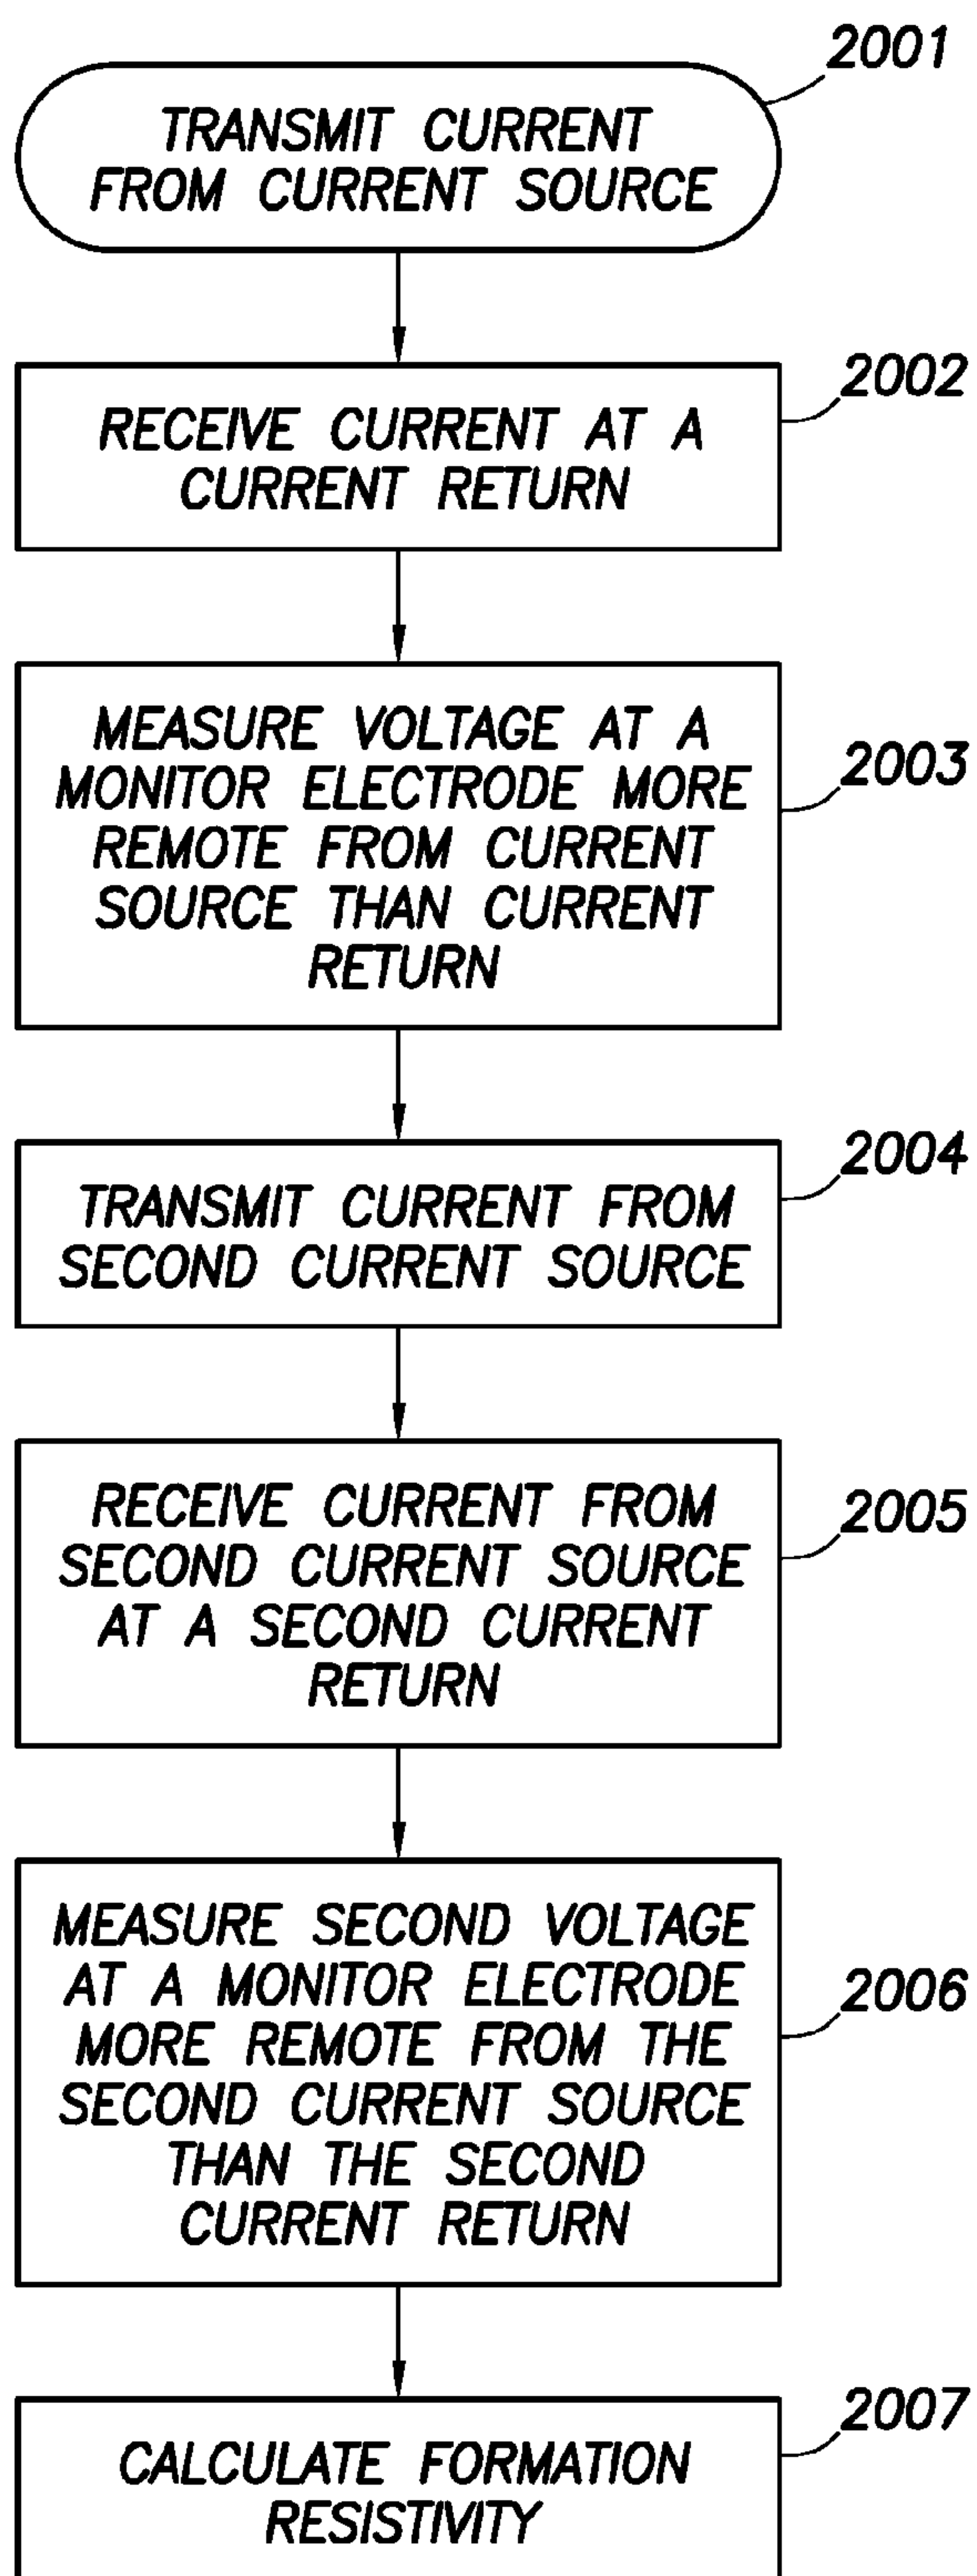 2001
TRANSMIT CURRENT
FROM CURRENT SOURCE
2002
RECEIVE CURRENT AT A
CURRENT RETURN
2003
MEASURE VOLTAGE AT A
MONITOR ELECTRODE MORE
REMOTE FROM CURRENT
SOURCE THAN CURRENT
RETURN
2004
TRANSMIT CURRENT FROM
SECOND CURRENT SOURCE
2005
RECEIVE CURRENT FROM
SECOND CURRENT SOURCE
AT A SECOND CURRENT
RETURN
2006
MEASURE SECOND VOLTAGE
AT A MONITOR ELECTRODE
MORE REMOTE FROM THE
SECOND CURRENT SOURCE
THAN THE SECOND
CURRENT RETURN
2007
CALCULATE FORMATION
RESISTIVITY